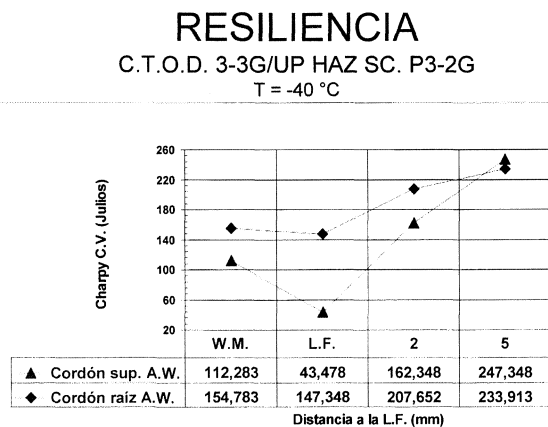 RESILIENCIA
C.T.O.D. 3-3G/UP HAZ SC. P3-2G
T = -40 °C
Charpy C.V. (Julios)
260
220
180
140
100
60
20
W.M. L.F. 2 5
Cordón sup. A.W. 112,283 43,478 162,348 247,348
Cordón raíz A.W. 154,783 147,348 207,652 233,913
Distancia a la L.F. (mm)